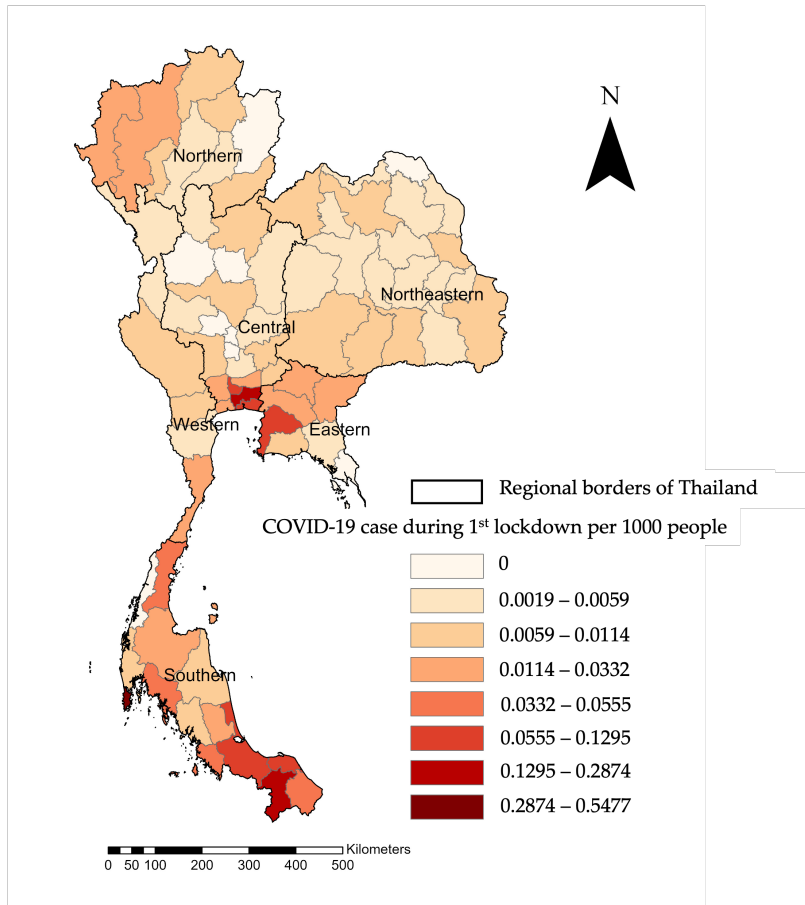 N
Northern
Northeastern
Central
Western
Eastern
Southern
Regional borders of Thailand
COVID-19 case during 1st lockdown per 1000 people
0
0.0019 – 0.0059
0.0059 – 0.0114
0.0114 – 0.0332
0.0332 – 0.0555
0.0555 – 0.1295
0.1295 – 0.2874
0.2874 – 0.5477
Kilometers
0 50 100 200 300 400 500